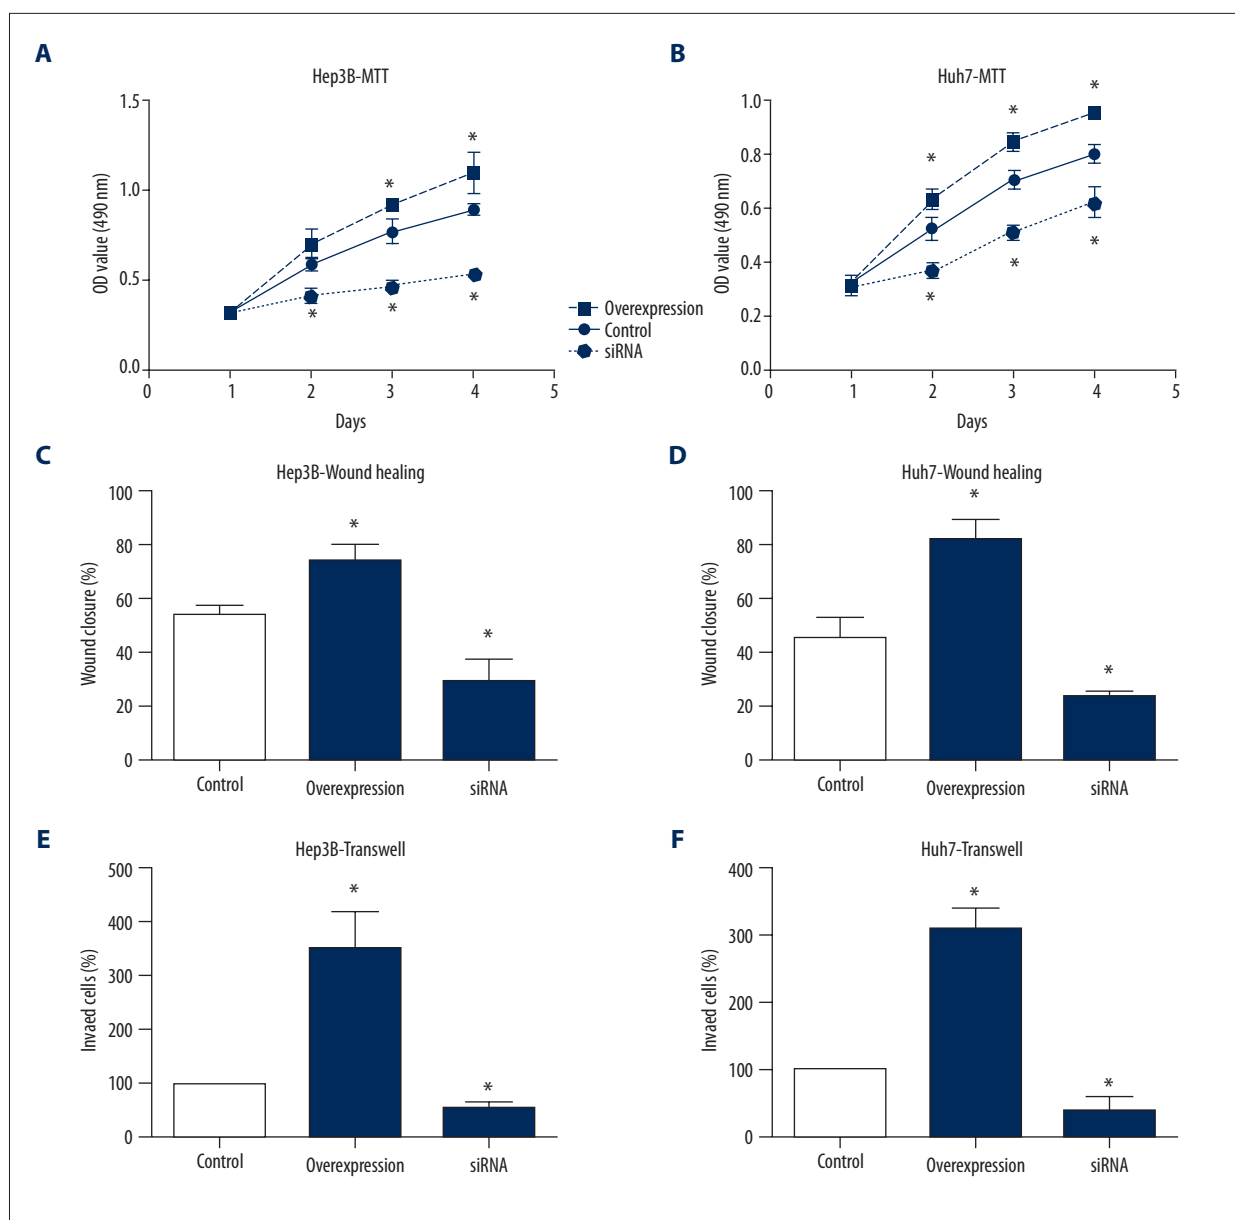 A
Hep3B-MTT
1.5
1.0
0.5
0.0
OD value (490 nm)
*
*
*
*
*
0
1
2
3
4
5
Days
Overexpression
Control
siRNA
B
Huh7-MTT
1.0
0.8
0.6
0.4
0.2
0.0
OD value (490 nm)
*
*
*
*
*
*
0
1
2
3
4
5
Days
C
Hep3B-Wound healing
100
80
60
40
20
0
Wound closure (%)
*
*
Control
Overexpression
siRNA
D
Huh7-Wound healing
100
80
60
40
20
0
Wound closure (%)
*
*
Control
Overexpression
siRNA
E
Hep3B-Transwell
500
400
300
200
100
0
Invaed cells (%)
*
*
Control
Overexpression
siRNA
F
Huh7-Transwell
400
300
200
100
0
Invaed cells (%)
*
*
Control
Overexpression
siRNA